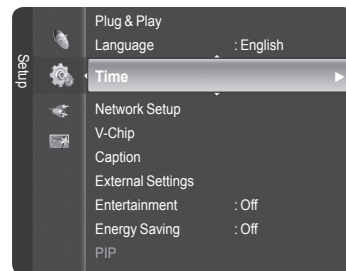 Setup
Plug & Play
Language : English
Time
Network Setup
V-Chip
Caption
External Settings
Entertainment : Off
Energy Saving : Off
PIP